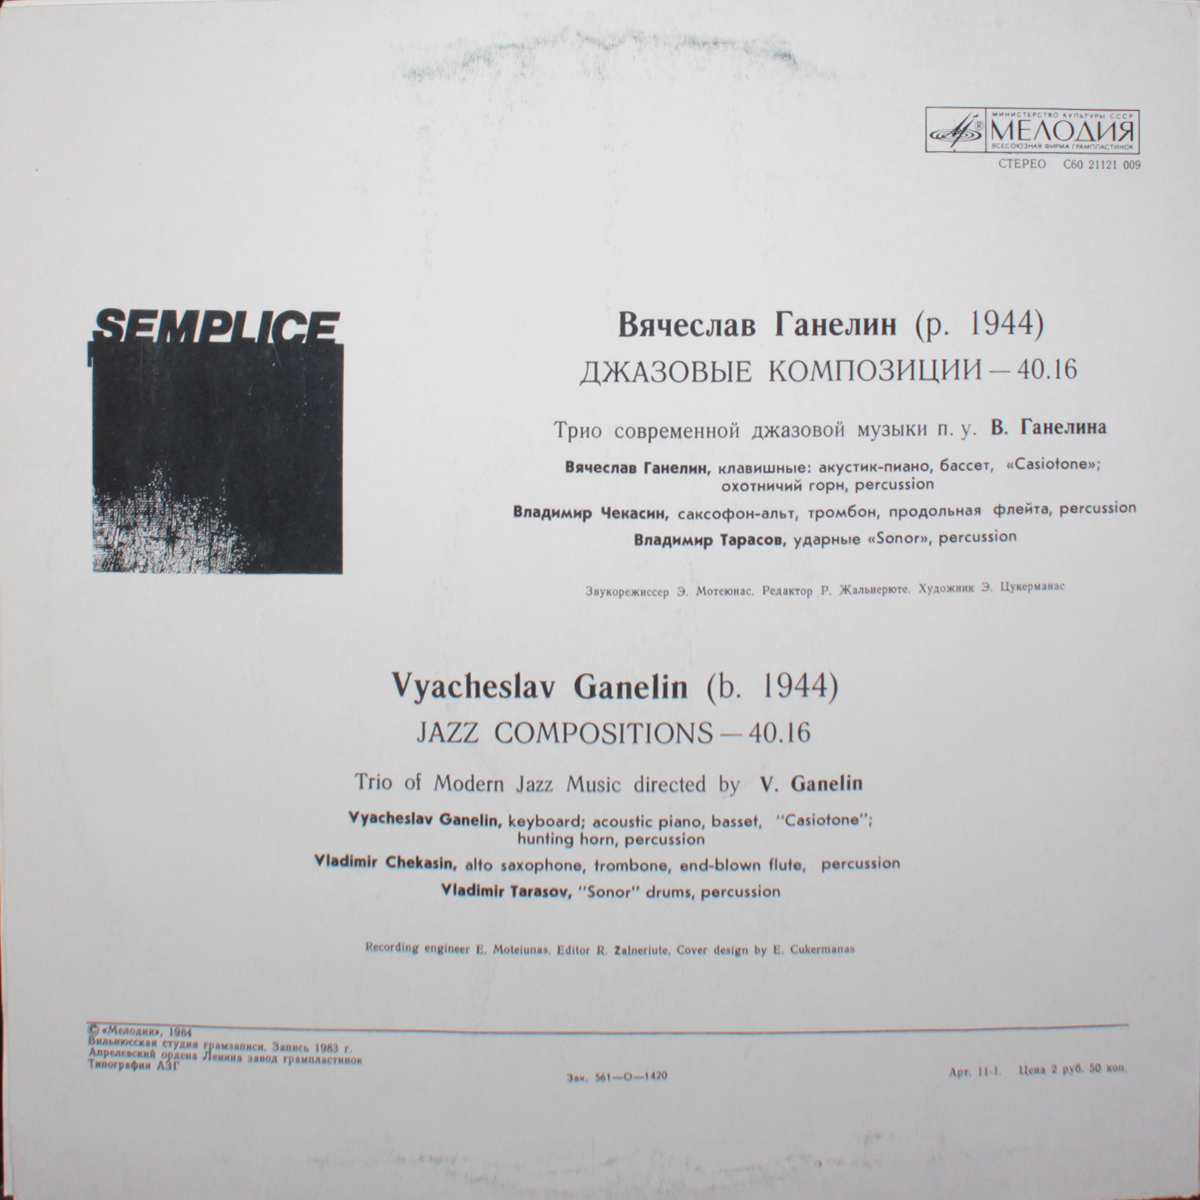 МИНИСТЕРСТВО КУЛЬТУРЫ СССР
МЕЛОДИЯ
ВСЕСОЮЗНАЯ ФИРМА ГРАМПЛАСТИНОК
СТЕРЕО С60 21121 009
SEMPLICE
Вячеслав Ганелин (р. 1944)
ДЖАЗОВЫЕ КОМПОЗИЦИИ — 40.16
Трио современной джазовой музыки п. у. В. Ганелина
Вячеслав Ганелин, клавишные: акустик-пиано, бассет, «Casiotone»;
охотничий горн, percussion
Владимир Чекасин, саксофон-альт, тромбон, продольная флейта, percussion
Владимир Тарасов, ударные «Sonor», percussion
Звукорежиссер Э. Мотеюнас. Редактор Р. Жальнерюте. Художник Э. Цукерманас
Vyacheslav Ganelin (b. 1944)
JAZZ COMPOSITIONS — 40.16
Trio of Modern Jazz Music directed by V. Ganelin
Vyacheslav Ganelin, keyboard; acoustic piano, basset, "Casiotone";
hunting horn, percussion
Vladimir Chekasin, alto saxophone, trombone, end-blown flute, percussion
Vladimir Tarasov, "Sonor" drums, percussion
Recording engineer E. Moteiunas. Editor R. Žalneriute. Cover design by E. Cukermanas
© «Мелодия», 1984
Вильнюсская студия грамзаписи. Запись 1983 г.
Апрелевский ордена Ленина завод грампластинок
Типография АЗГ
Зак. 561—О—1420
Арт. 11-1. Цена 2 руб. 50 коп.